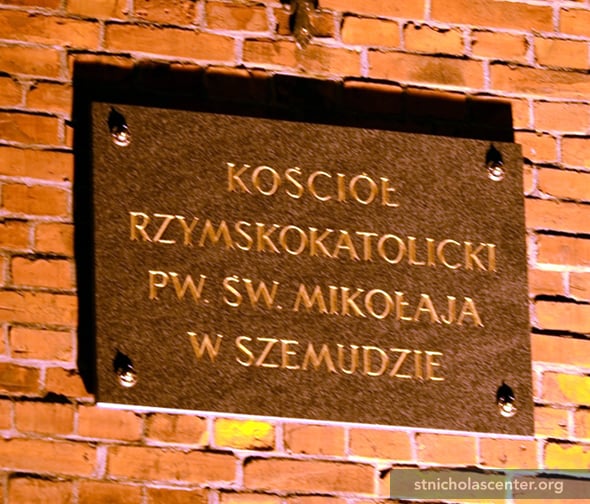 KOŚCIÓŁ
RZYMSKOKATOLICKI
PW. ŚW. MIKOŁAJA
W SZEMUDZIE
stnicholascenter.org